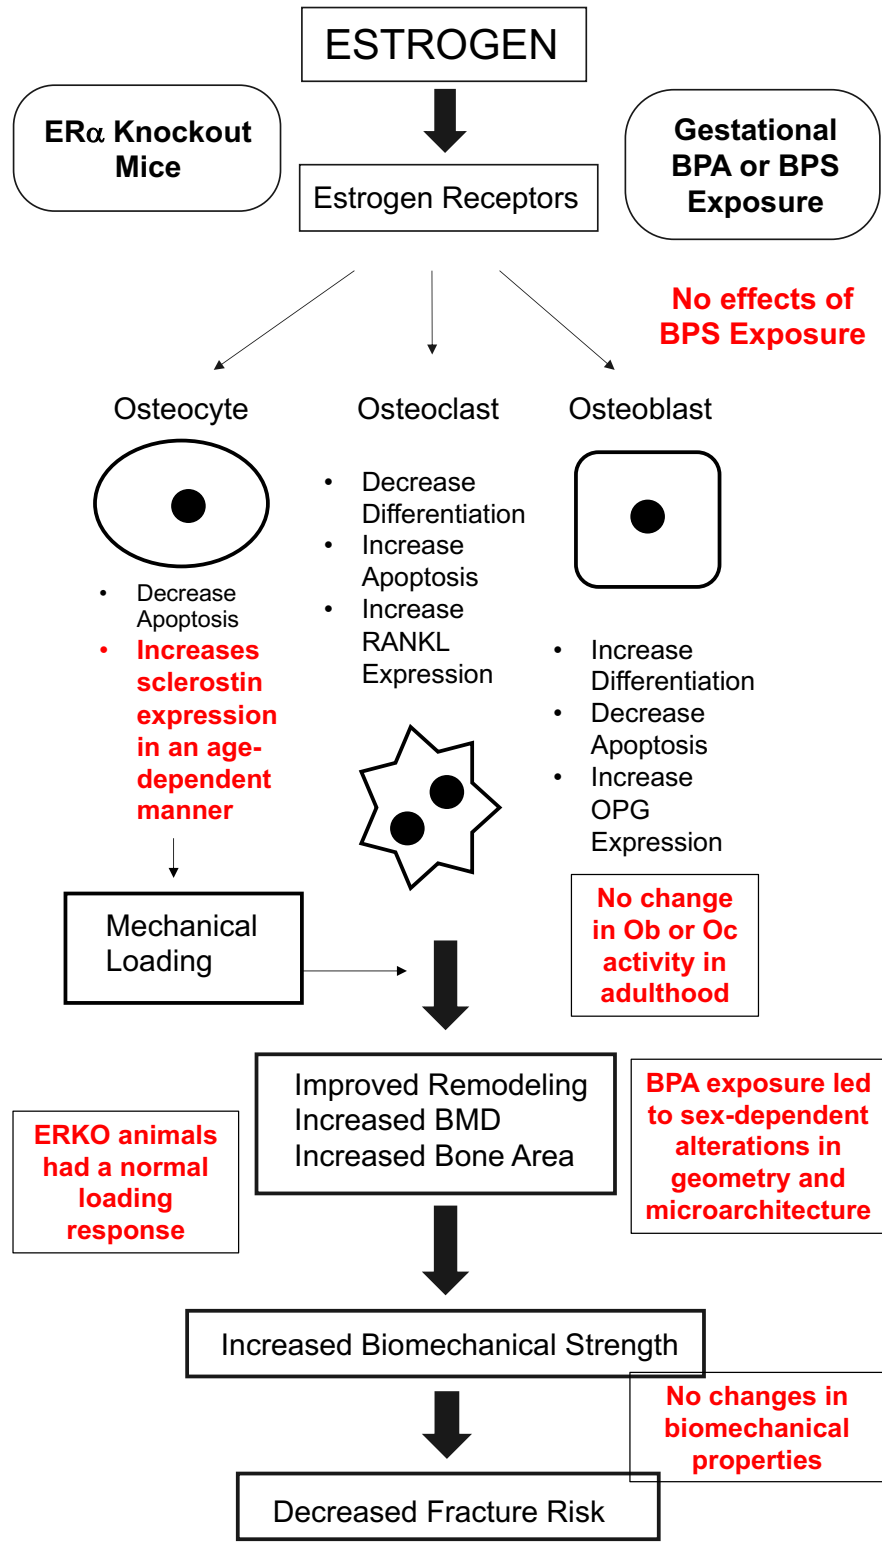 ESTROGEN
ERα Knockout
Mice
Gestational
BPA or BPS
Exposure
Estrogen Receptors
No effects of
BPS Exposure
Osteocyte
Osteoclast
Osteoblast
• Decrease
Differentiation
• Increase
Apoptosis
• Increase
RANKL
Expression
• Decrease
Apoptosis
• Increases
sclerostin
expression
in an age-
dependent
manner
• Increase
Differentiation
• Decrease
Apoptosis
• Increase
OPG
Expression
Mechanical
Loading
No change
in Ob or Oc
activity in
adulthood
Improved Remodeling
Increased BMD
Increased Bone Area
BPA exposure led
to sex-dependent
alterations in
geometry and
microarchitecture
ERKO animals
had a normal
loading
response
Increased Biomechanical Strength
No changes in
biomechanical
properties
Decreased Fracture Risk